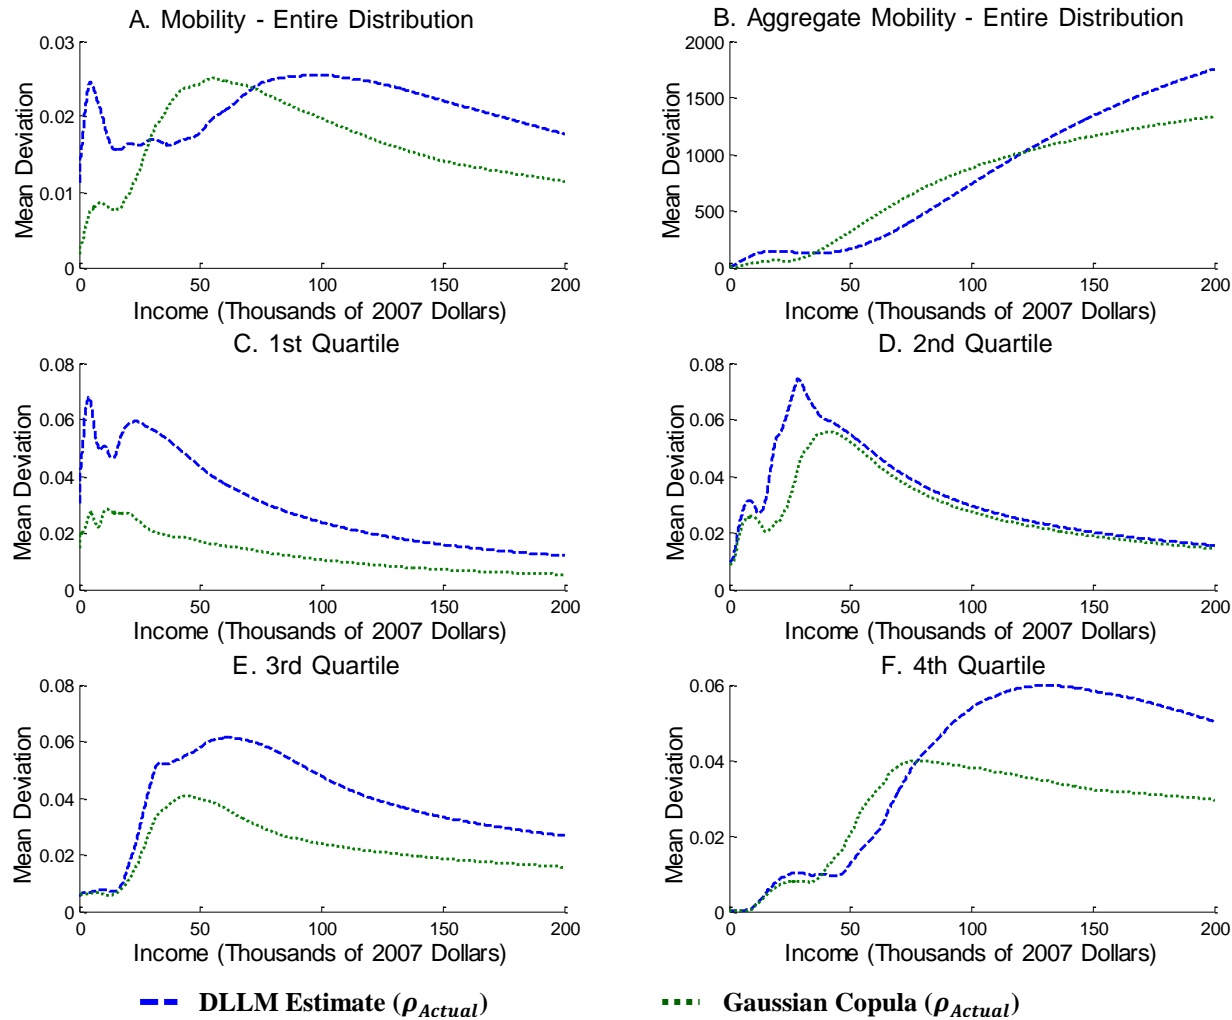 A. Mobility - Entire Distribution
0.03
0.02
0.01
0
Mean Deviation
0 50 100 150 200
Income (Thousands of 2007 Dollars)
B. Aggregate Mobility - Entire Distribution
2000
1500
1000
500
0
Mean Deviation
0 50 100 150 200
Income (Thousands of 2007 Dollars)
C. 1st Quartile
0.08
0.06
0.04
0.02
0
Mean Deviation
0 50 100 150 200
Income (Thousands of 2007 Dollars)
D. 2nd Quartile
0.08
0.06
0.04
0.02
0
Mean Deviation
0 50 100 150 200
Income (Thousands of 2007 Dollars)
E. 3rd Quartile
0.08
0.06
0.04
0.02
0
Mean Deviation
0 50 100 150 200
Income (Thousands of 2007 Dollars)
F. 4th Quartile
0.06
0.04
0.02
0
Mean Deviation
0 50 100 150 200
Income (Thousands of 2007 Dollars)
DLLM Estimate (ρActual)
Gaussian Copula (ρActual)